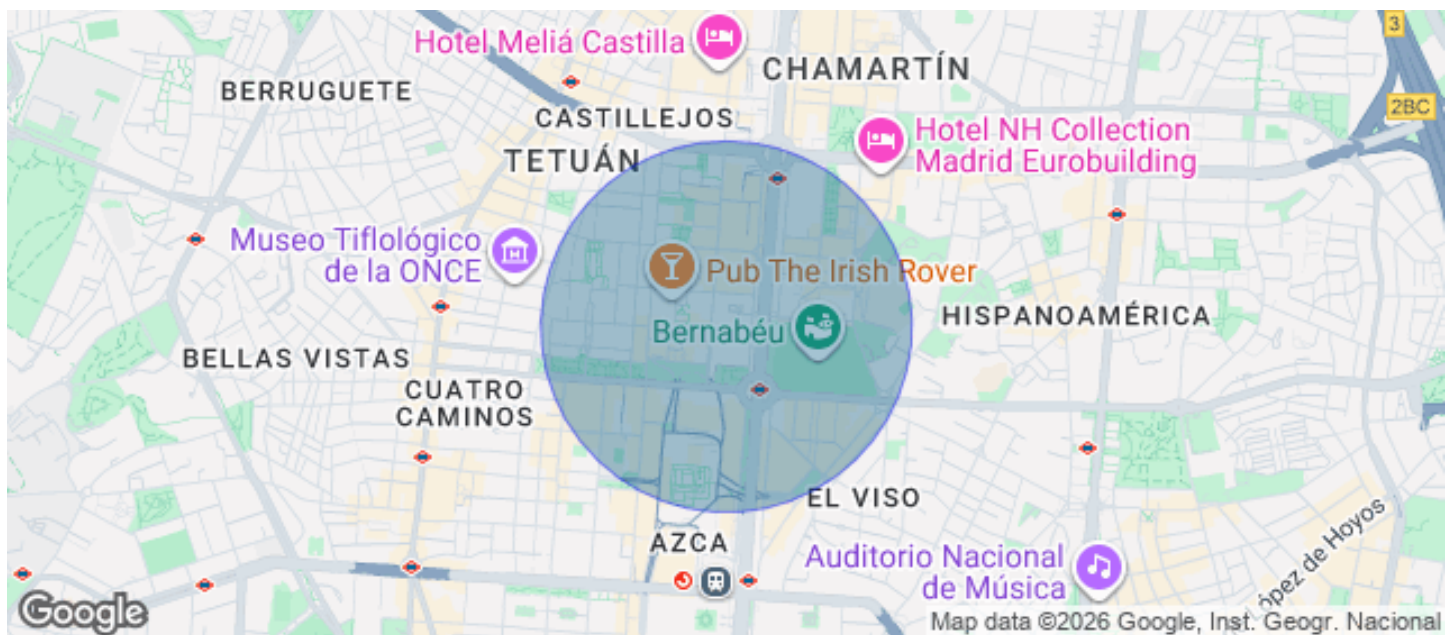 Hotel Meliá Castilla
CHAMARTÍN
3
BERRUGUETE
2BC
CASTILLEJOS
Hotel NH Collection
Madrid Eurobuilding
TETUÁN
Museo Tiflológico
de la ONCE
Pub The Irish Rover
Bernabéu
HISPANOAMÉRICA
BELLAS VISTAS
CUATRO
CAMINOS
EL VISO
AZCA
Auditorio Nacional
de Música
de Hoyos
Google
Map data ©2026 Google, Inst. Geogr. Nacional